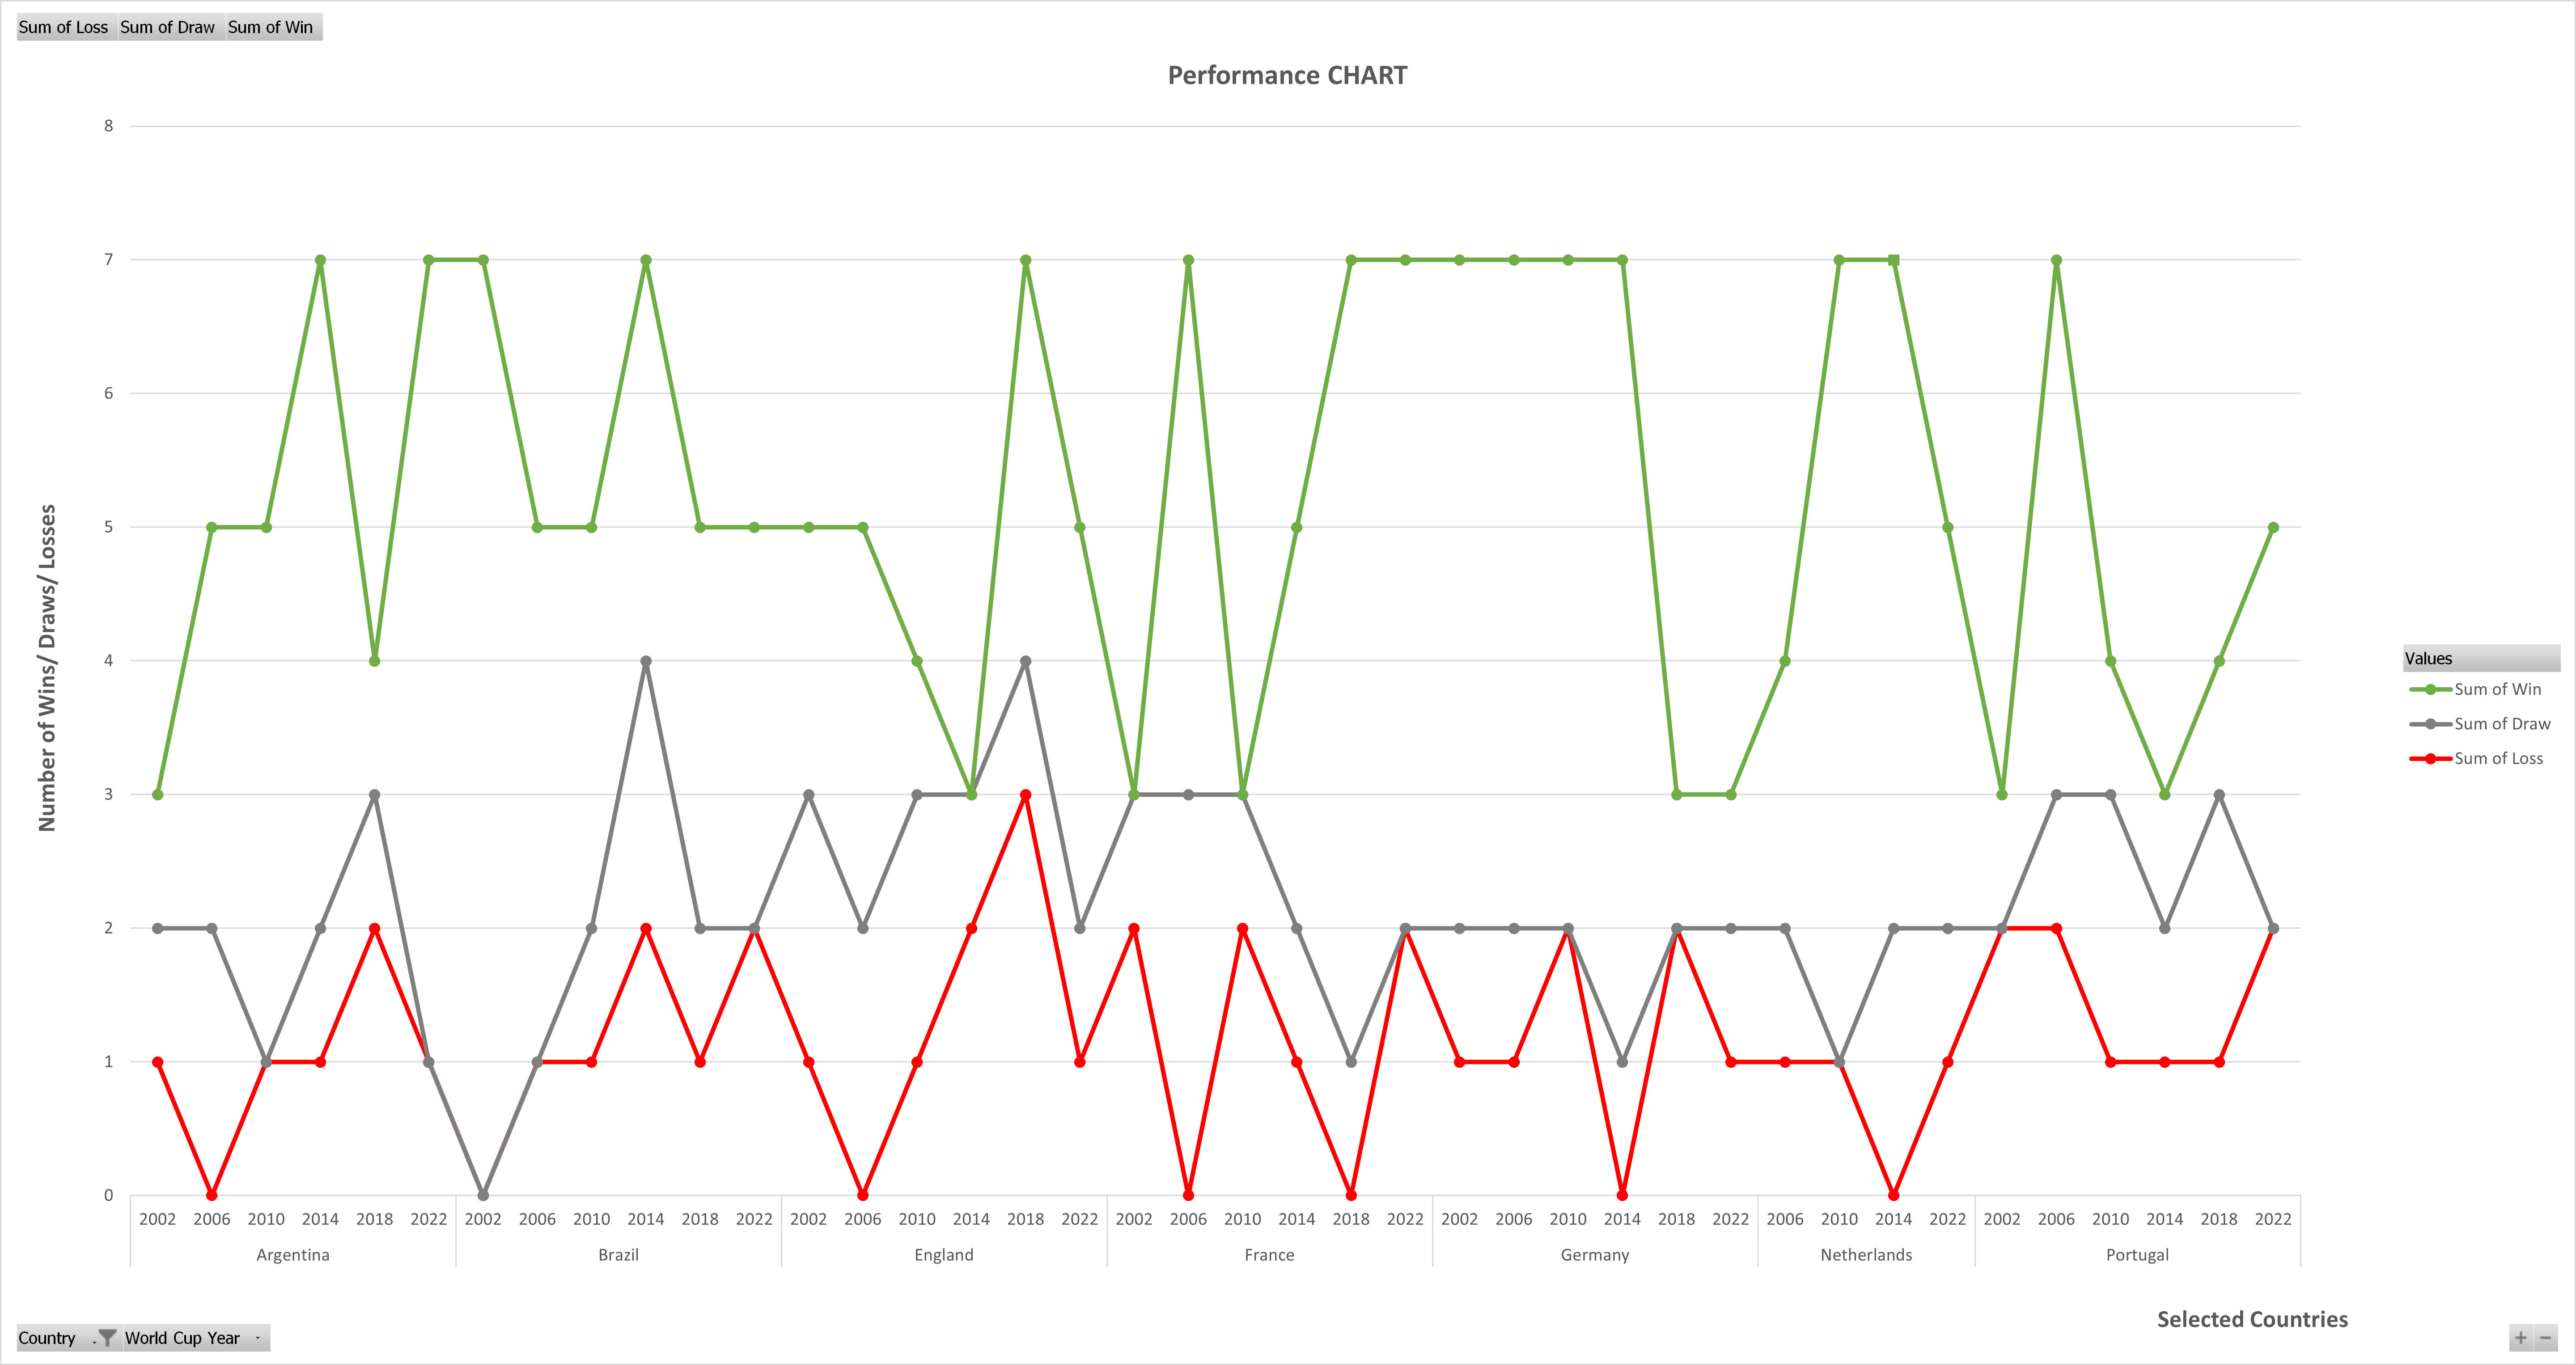 Sum of Loss Sum of Draw Sum of Win
Performance CHART
Number of Wins/ Draws/ Losses
8
7
6
5
4
3
2
1
0
2002 2006 2010 2014 2018 2022 2002 2006 2010 2014 2018 2022 2002 2006 2010 2014 2018 2022 2002 2006 2010 2014 2018 2022 2002 2006 2010 2014 2018 2022 2006 2010 2014 2022 2002 2006 2010 2014 2018 2022
Argentina Brazil England France Germany Netherlands Portugal
Values
Sum of Win
Sum of Draw
Sum of Loss
Selected Countries
Country World Cup Year
+ −